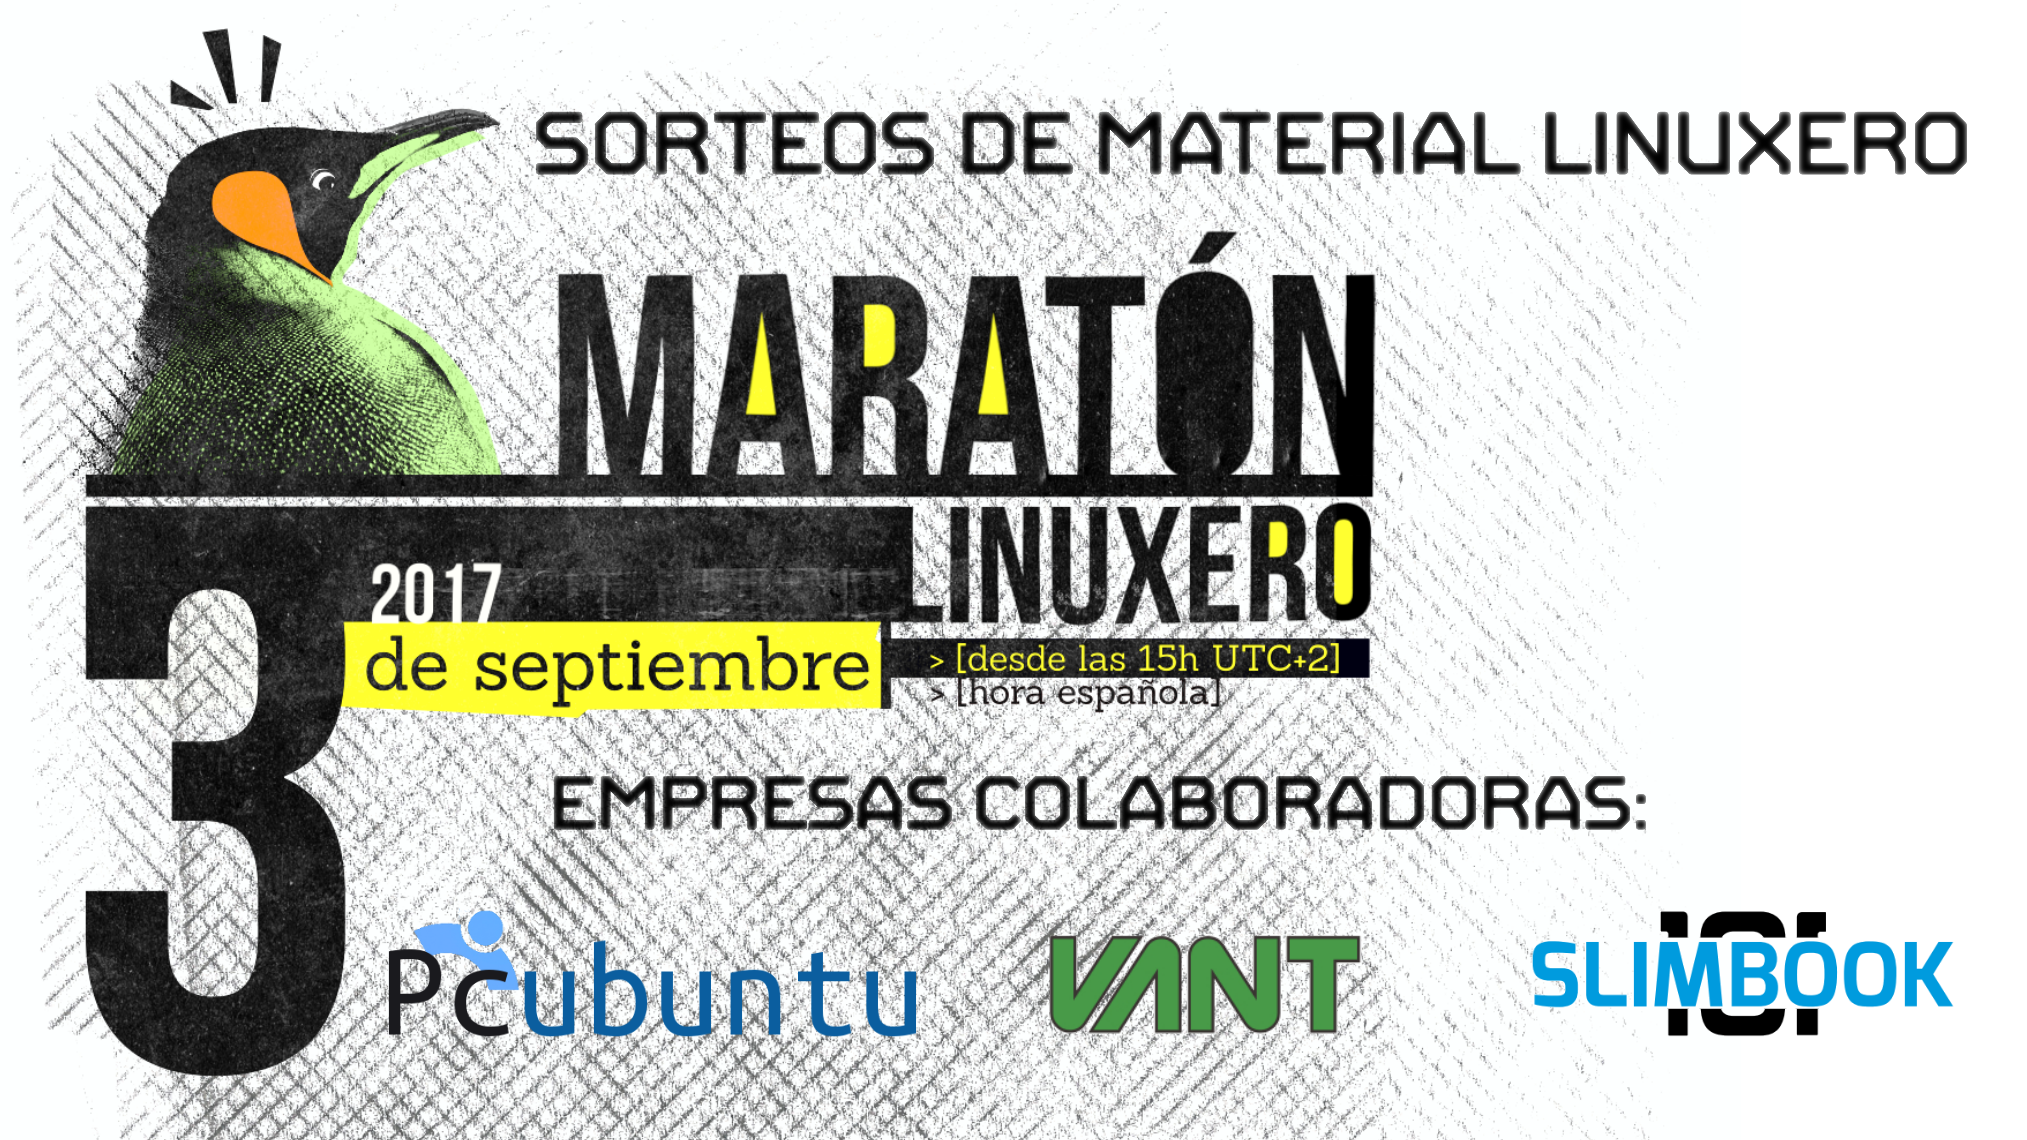 SORTEOS DE MATERIAL LINUXERO
MARATÓN
LINUXERO
2017
3 de septiembre
> [desde las 15h UTC+2]
> [hora española]
EMPRESAS COLABORADORAS:
Pcubuntu
VANT
SLIMBOOK